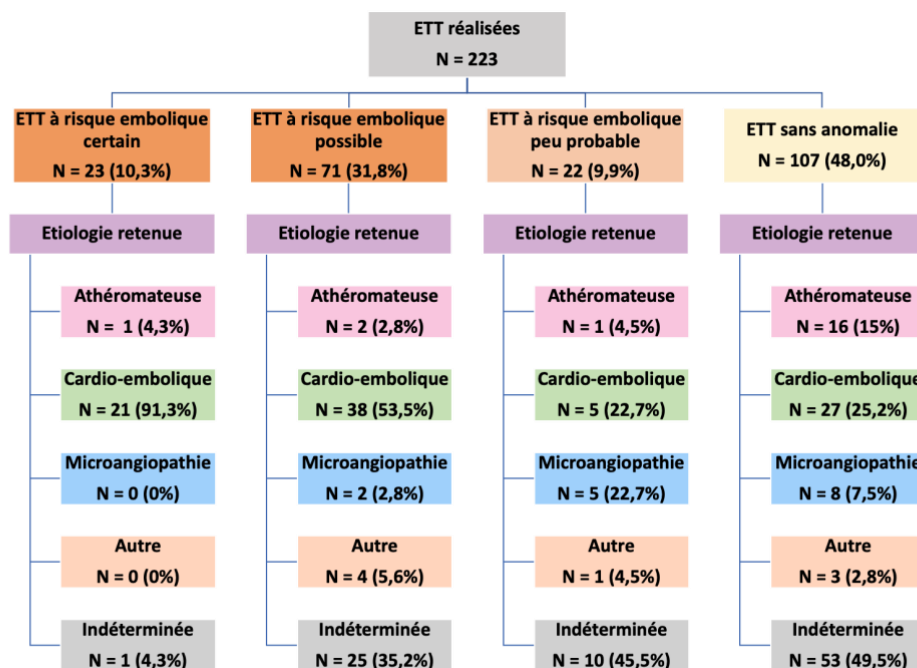 ETT réalisées
N = 223
ETT à risque embolique
certain
N = 23 (10,3%)
ETT à risque embolique
possible
N = 71 (31,8%)
ETT à risque embolique
peu probable
N = 22 (9,9%)
ETT sans anomalie
N = 107 (48,0%)
Etiologie retenue
Etiologie retenue
Etiologie retenue
Etiologie retenue
Athéromateuse
N = 1 (4,3%)
Athéromateuse
N = 2 (2,8%)
Athéromateuse
N = 1 (4,5%)
Athéromateuse
N = 16 (15%)
Cardio-embolique
N = 21 (91,3%)
Cardio-embolique
N = 38 (53,5%)
Cardio-embolique
N = 5 (22,7%)
Cardio-embolique
N = 27 (25,2%)
Microangiopathie
N = 0 (0%)
Microangiopathie
N = 2 (2,8%)
Microangiopathie
N = 5 (22,7%)
Microangiopathie
N = 8 (7,5%)
Autre
N = 0 (0%)
Autre
N = 4 (5,6%)
Autre
N = 1 (4,5%)
Autre
N = 3 (2,8%)
Indéterminée
N = 1 (4,3%)
Indéterminée
N = 25 (35,2%)
Indéterminée
N = 10 (45,5%)
Indéterminée
N = 53 (49,5%)